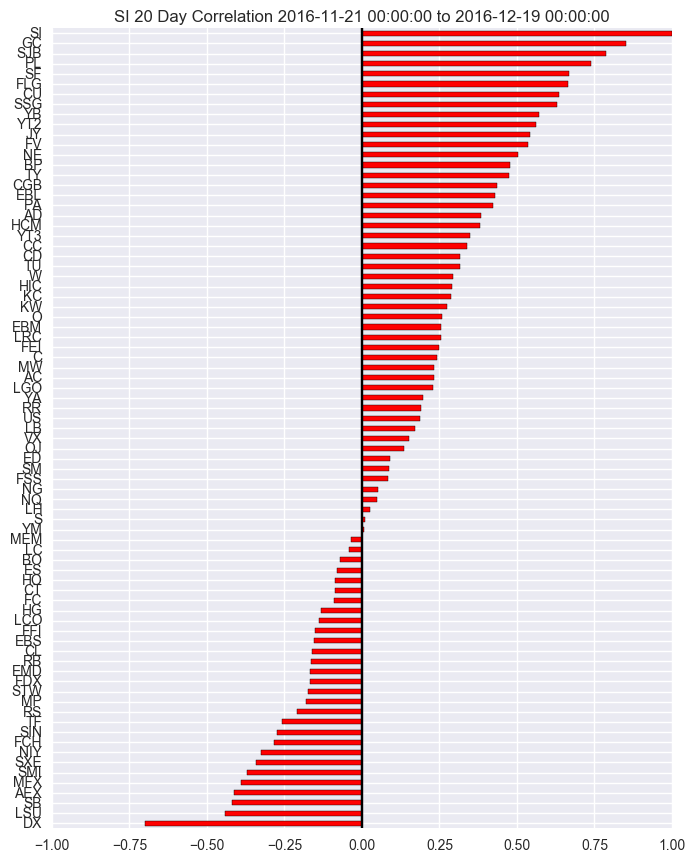 SI 20 Day Correlation 2016-11-21 00:00:00 to 2016-12-19 00:00:00
SI
GC
SJB
PL
SF
FLG
CU
SSG
YB
YT2
JY
FV
NE
BP
TY
CGB
EBL
PA
AD
HCM
YT3
CC
CD
TU
W
HIC
KC
KW
O
EBM
LRC
FEI
C
MW
AC
LGO
YA
RR
US
LB
VX
OJ
ED
SM
FSS
NG
NQ
LH
S
YM
MEM
LC
BO
ES
HO
CT
FC
HG
LCO
FFI
EBS
CL
RB
EMD
FDX
STW
MP
RS
TF
SIN
FCH
NIY
SXE
SMI
MFX
AEX
SB
LSU
DX
−1.00 −0.75 −0.50 −0.25 0.00 0.25 0.50 0.75 1.00